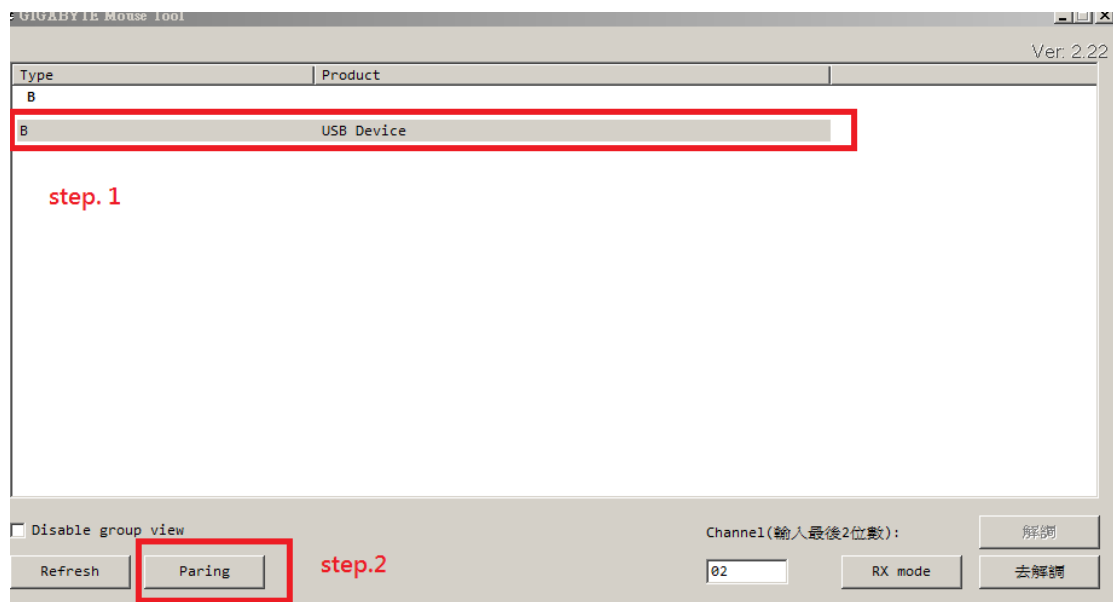 GIGABYTE Mouse Tool
Ver: 2.22
Type Product
B
B USB Device
step. 1
Disable group view
Channel(輸入最後2位數):
解調
Refresh
Paring
step.2
02
RX mode
去解調